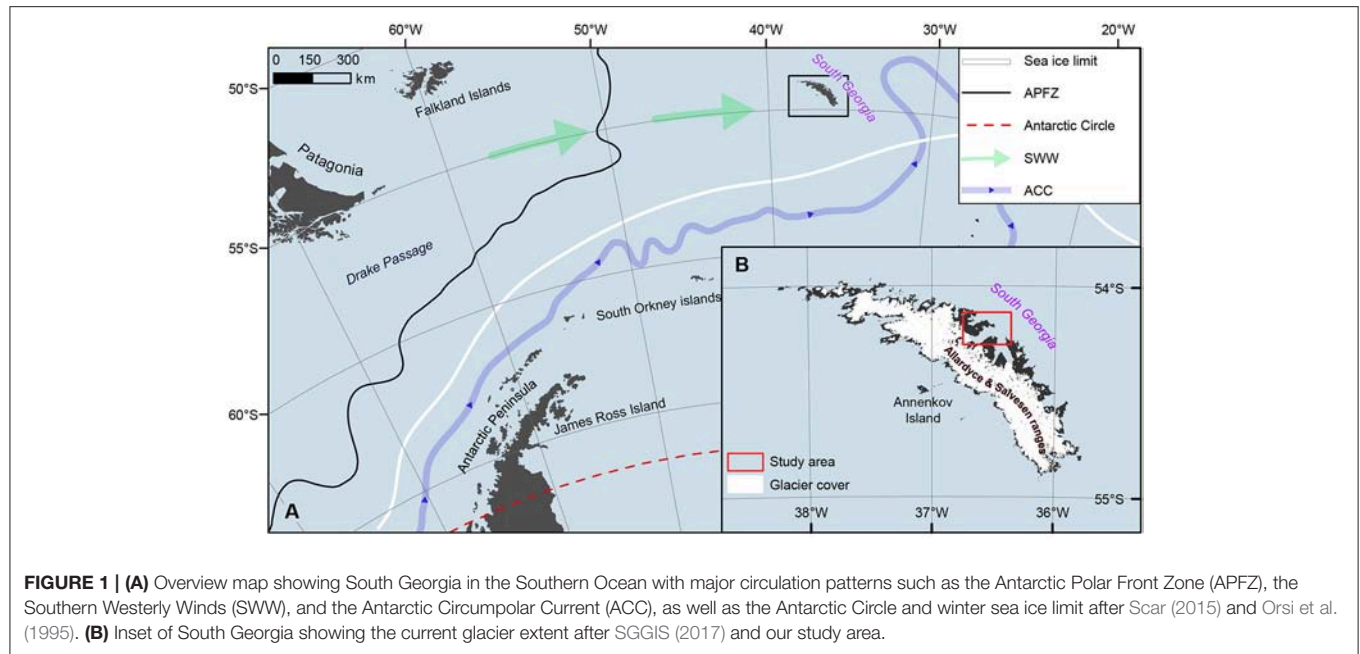 60°W
50°W
40°W
30°W
20°W
0 150 300
km
50°S
55°S
60°S
Falkland Islands
Patagonia
Drake Passage
South Georgia
Sea ice limit
APFZ
Antarctic Circle
SWW
ACC
South Orkney islands
Antarctic Peninsula
James Ross Island
A
B
54°S
South Georgia
Allardyce & Salvesen ranges
Annenkov
Island
Study area
Glacier cover
55°S
38°W
37°W
36°W
FIGURE 1 | (A) Overview map showing South Georgia in the Southern Ocean with major circulation patterns such as the Antarctic Polar Front Zone (APFZ), the
Southern Westerly Winds (SWW), and the Antarctic Circumpolar Current (ACC), as well as the Antarctic Circle and winter sea ice limit after Scar (2015) and Orsi et al.
(1995). (B) Inset of South Georgia showing the current glacier extent after SGGIS (2017) and our study area.